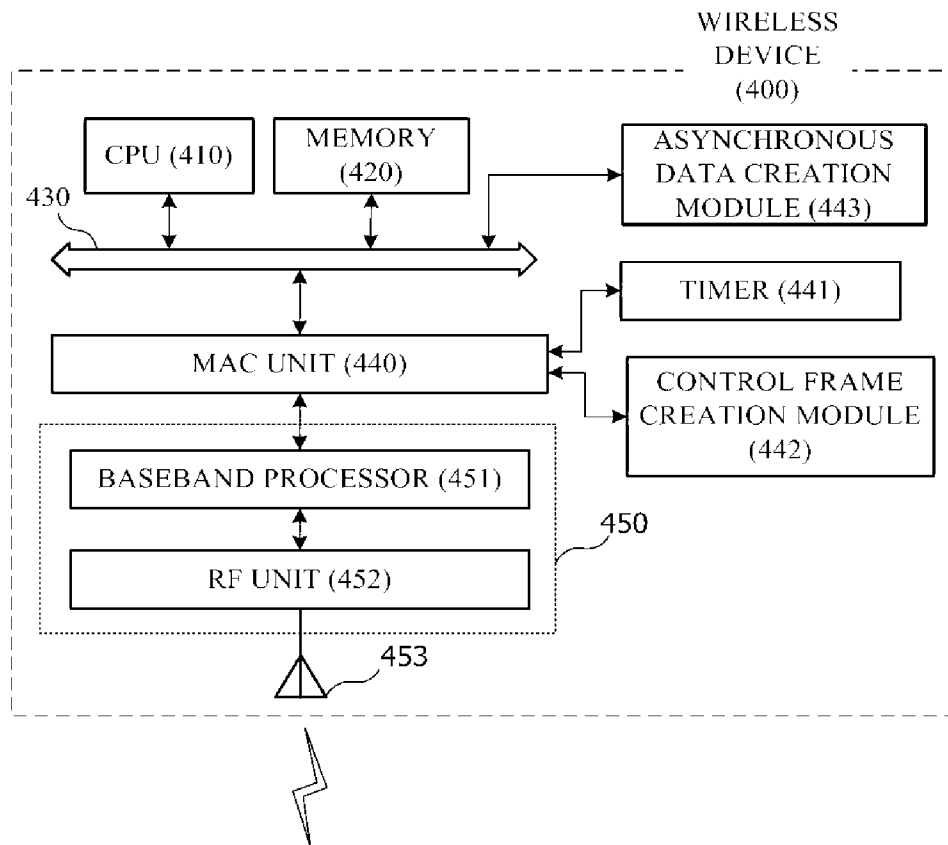 WIRELESS
DEVICE
(400)
CPU (410)
MEMORY
(420)
ASYNCHRONOUS
DATA CREATION
MODULE (443)
430
TIMER (441)
MAC UNIT (440)
CONTROL FRAME
CREATION MODULE
(442)
BASEBAND PROCESSOR (451)
450
RF UNIT (452)
453